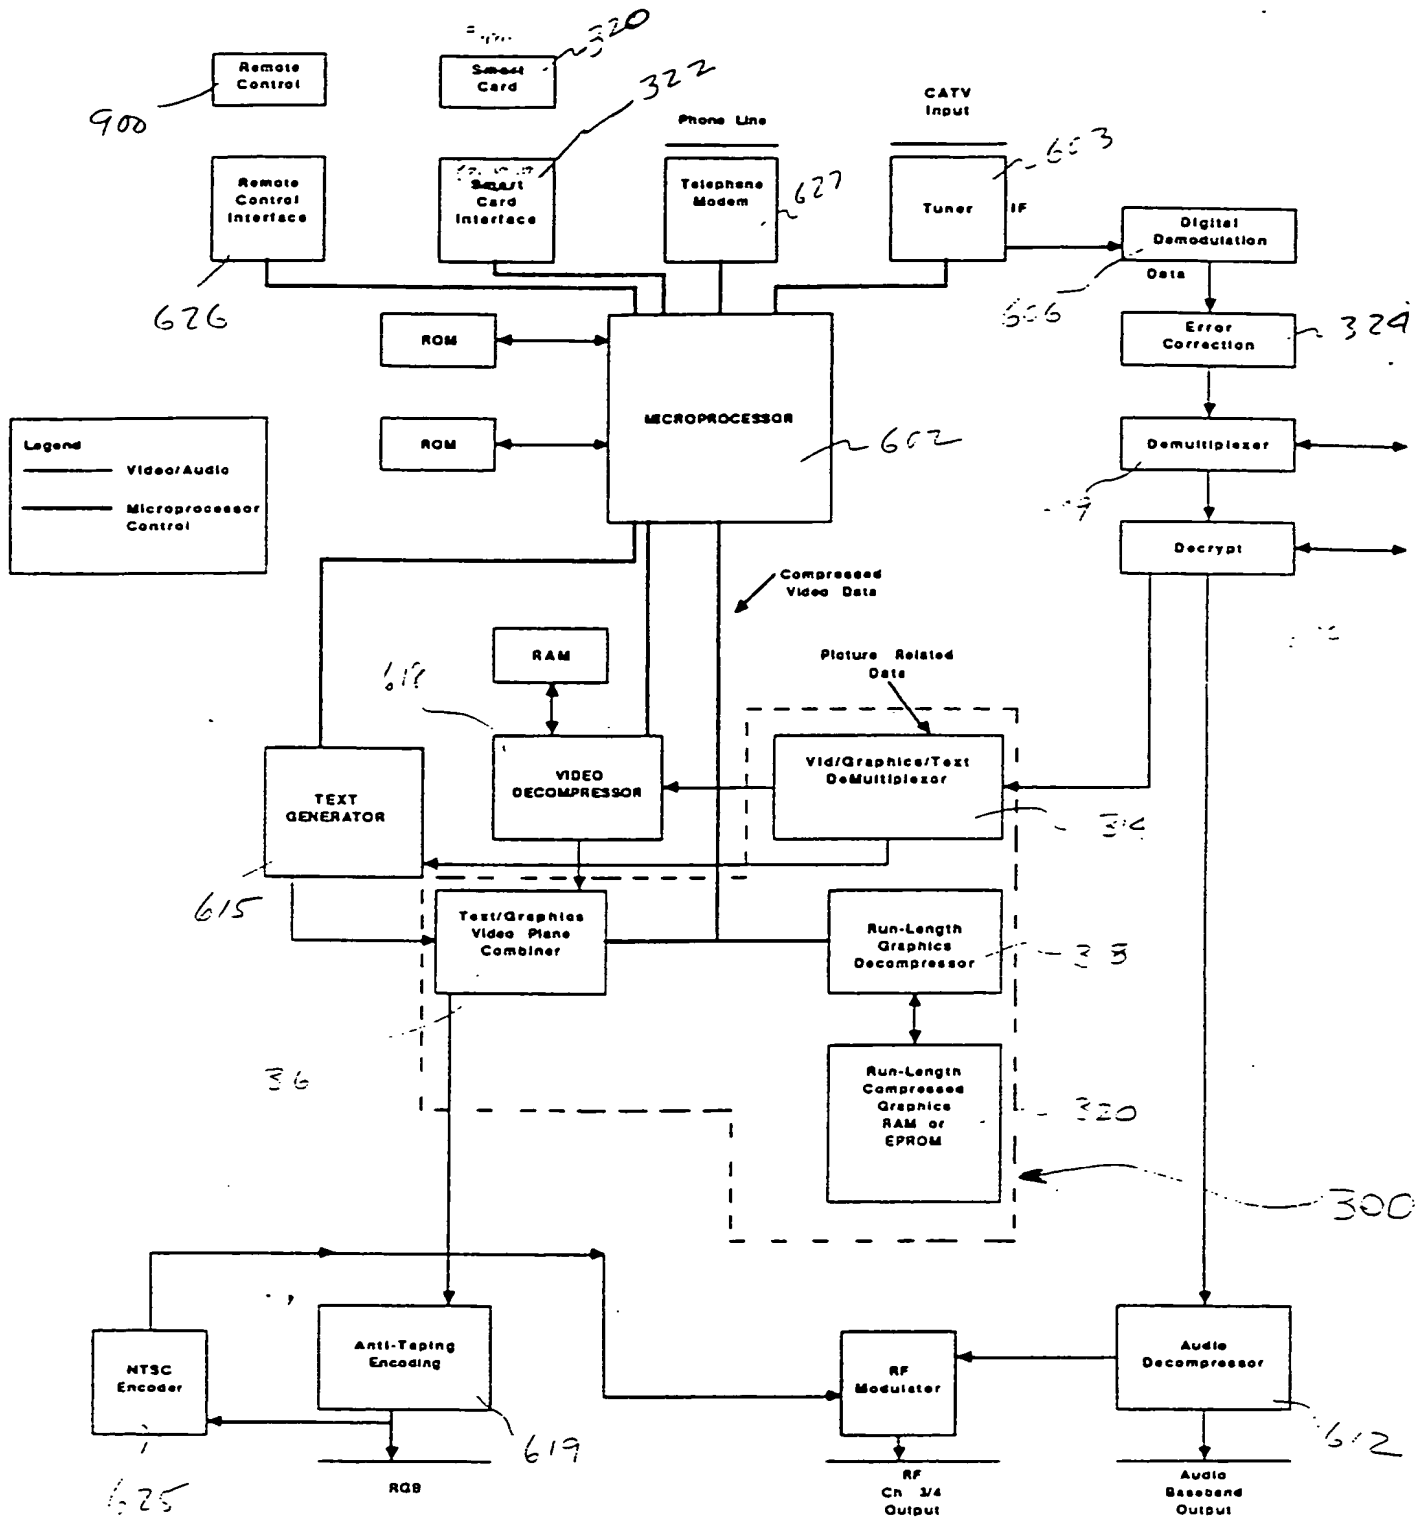 320
Remote
Control
Smart
Card
322
900
CATV
Input
Phone Line
603
Remote
Control
Interface
Smart
Card
Interface
Telephone
Modem
627
Tuner
IF
Digital
Demodulation
Data
626
606
ROM
Error
Correction
324
MICROPROCESSOR
602
ROM
Demultiplexer
Legend
Video/Audio
Microprocessor
Control
Decrypt
Compressed
Video Data
RAM
Picture Related
Data
618
Vid/Graphics/Text
DeMultiplexor
VIDEO
DECOMPRESSOR
TEXT
GENERATOR
314
615
Text/Graphics
Video Plane
Combiner
Run-Length
Graphics
Decompressor
36
Run-Length
Compressed
Graphics
RAM or
EPROM
320
300
Anti-Taping
Encoding
NTSC
Encoder
RF
Modulater
Audio
Decompressor
619
612
625
RGB
RF
Ch 3/4
Output
Audio
Baseband
Output